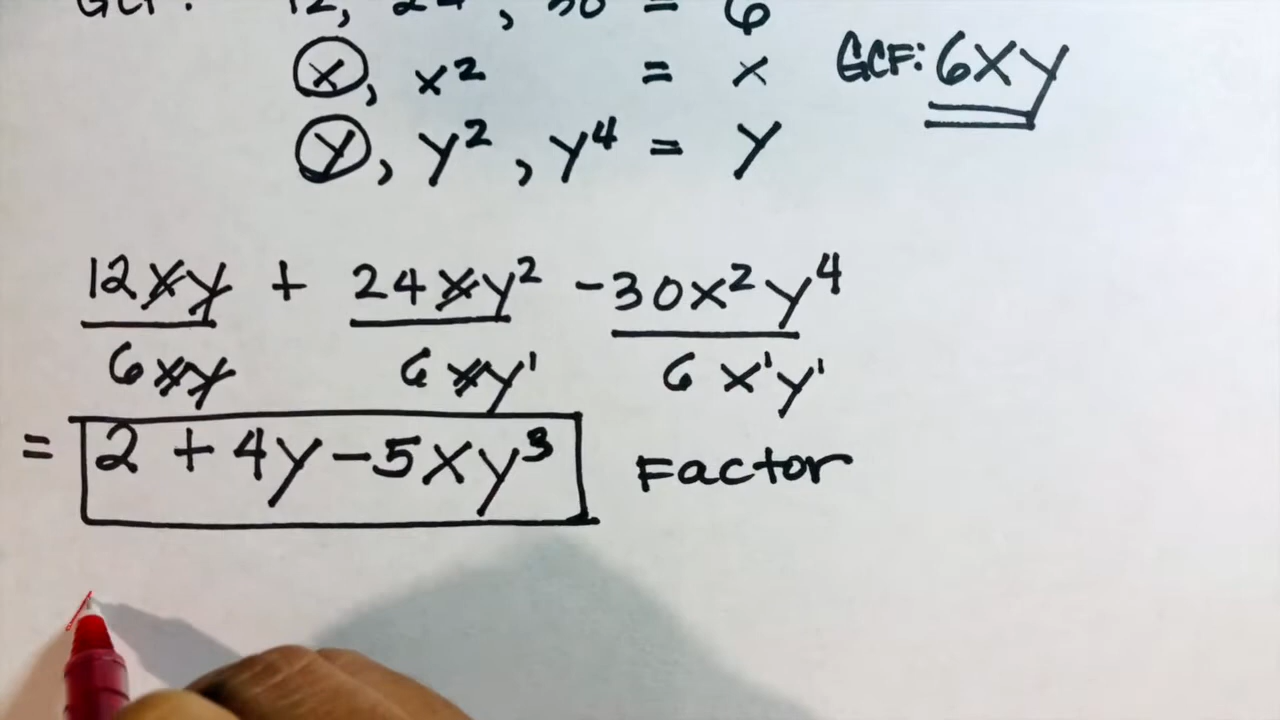 GCF: 12, 24, 30 = 6
x, x² = x
GCF: 6xy
y, y², y⁴ = y
12xy + 24xy² - 30x²y⁴
6xy 6xy¹ 6x¹y¹
= 2 + 4y - 5xy³ Factor